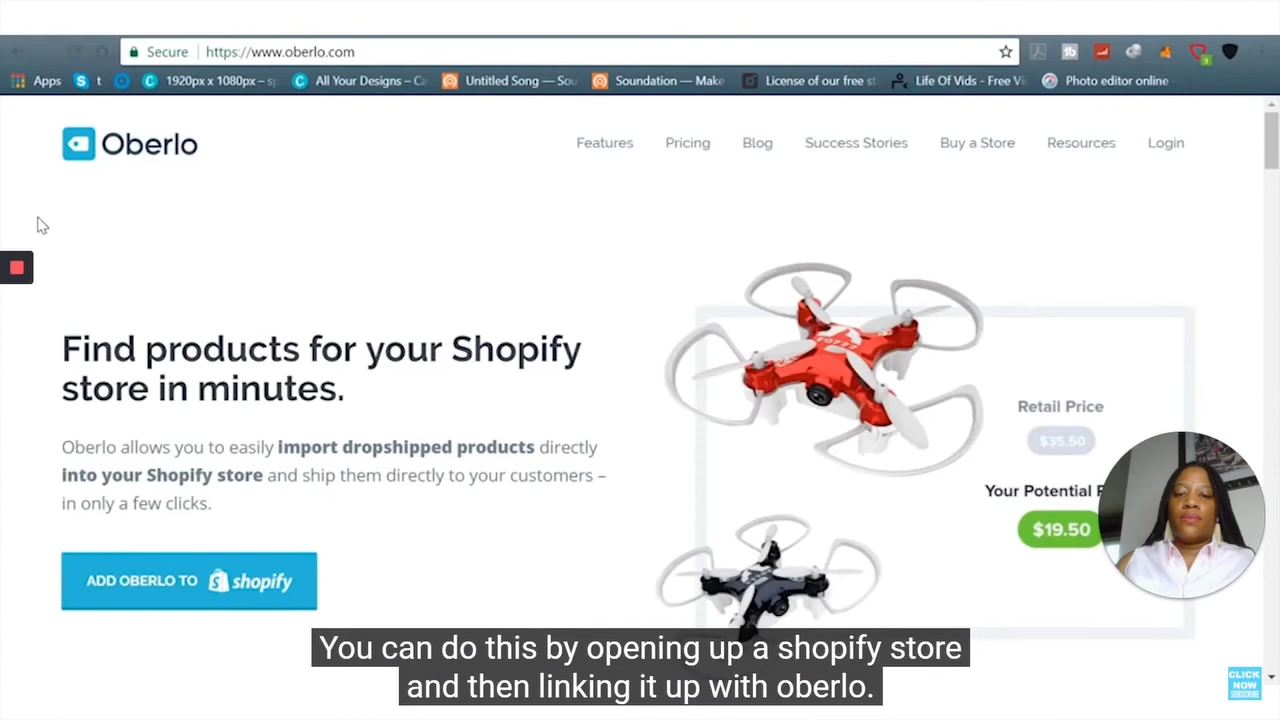 Secure https://www.oberlo.com
Apps t 1920px x 1080px – sp All Your Designs – Ca Untitled Song — Sou Soundation — Make License of our free st Life Of Vids - Free Vi Photo editor online
Oberlo
Features Pricing Blog Success Stories Buy a Store Resources Login
Find products for your Shopify
store in minutes.
Oberlo allows you to easily import dropshipped products directly
into your Shopify store and ship them directly to your customers –
in only a few clicks.
ADD OBERLO TO shopify
Retail Price
$35.50
Your Potential P
$19.50
You can do this by opening up a shopify store
and then linking it up with oberlo.
CLICK
NOW
SUBSCRIBE